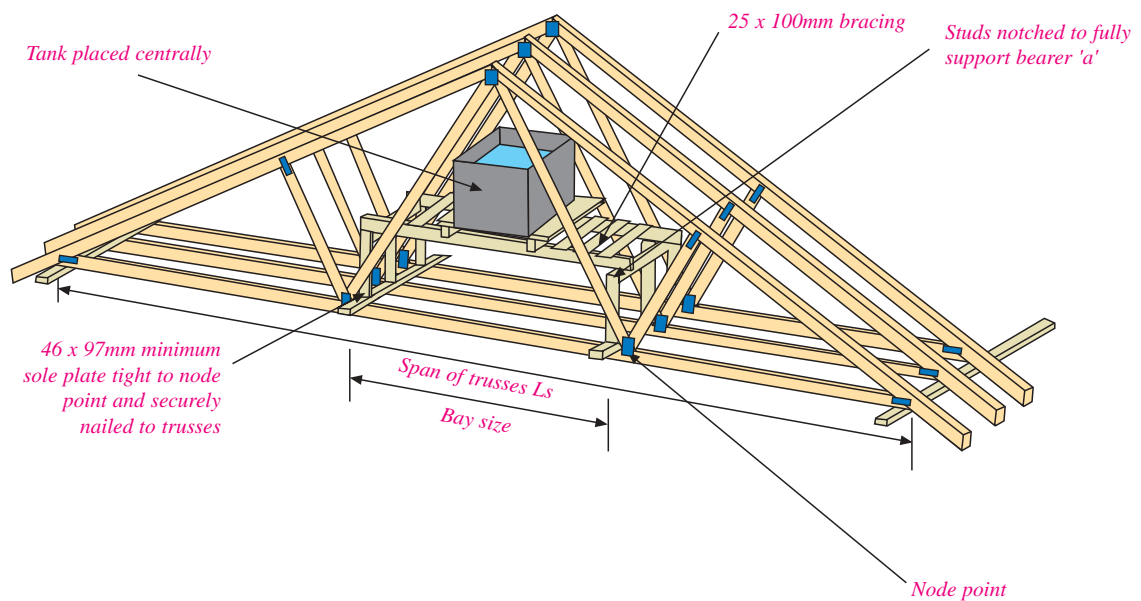 25 x 100mm bracing
Studs notched to fully
support bearer 'a'
Tank placed centrally
46 x 97mm minimum
sole plate tight to node
point and securely
nailed to trusses
Span of trusses Ls
Bay size
Node point